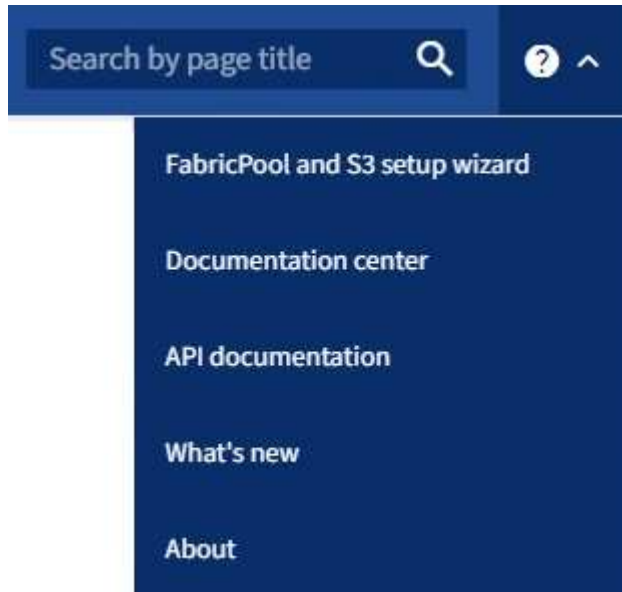 Search by page title
FabricPool and S3 setup wizard
Documentation center
API documentation
What's new
About